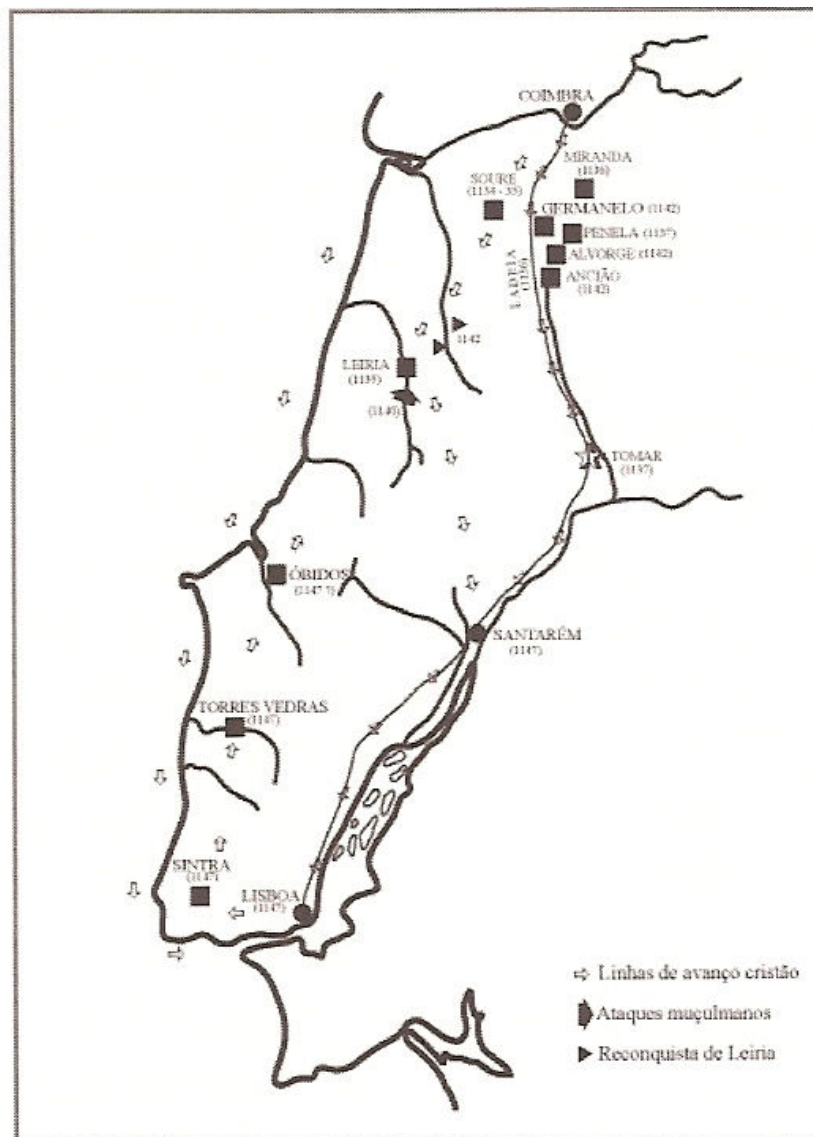 COIMBRA
MIRANDA
(1136)
SOURE
(1134 - 35)
GERMANELO (1142)
PENELA (1137)
ALVORGE (1142)
LADEIA
(1136)
ANCIÃO
(1142)
1142
LEIRIA
(1135)
(1140)
TOMAR
(1137)
ÓBIDOS
(1147 ?)
SANTARÉM
(1147)
TORRES VEDRAS
(1147)
SINTRA
(1147)
LISBOA
(1147)
Linhas de avanço cristão
Ataques muçulmanos
Reconquista de Leiria